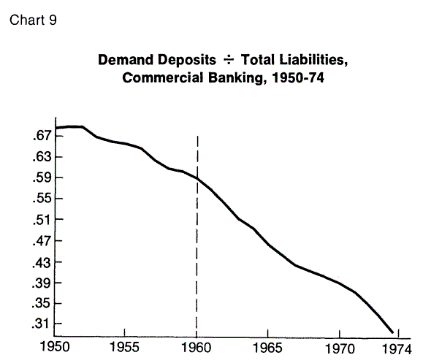 Chart 9
Demand Deposits ÷ Total Liabilities,
Commercial Banking, 1950-74
.67
.63
.59
.55
.51
.47
.43
.39
.35
.31
1950 1955 1960 1965 1970 1974